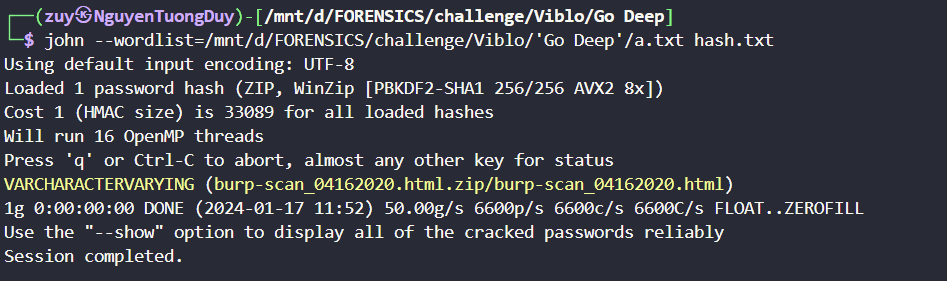 ┌──(zuy㉿NguyenTuongDuy)-[/mnt/d/FORENSICS/challenge/Viblo/Go Deep]
└─$ john --wordlist=/mnt/d/FORENSICS/challenge/Viblo/'Go Deep'/a.txt hash.txt
Using default input encoding: UTF-8
Loaded 1 password hash (ZIP, WinZip [PBKDF2-SHA1 256/256 AVX2 8x])
Cost 1 (HMAC size) is 33089 for all loaded hashes
Will run 16 OpenMP threads
Press 'q' or Ctrl-C to abort, almost any other key for status
VARCHARACTERVARYING (burp-scan_04162020.html.zip/burp-scan_04162020.html)
1g 0:00:00:00 DONE (2024-01-17 11:52) 50.00g/s 6600p/s 6600c/s 6600C/s FLOAT..ZEROFILL
Use the "--show" option to display all of the cracked passwords reliably
Session completed.